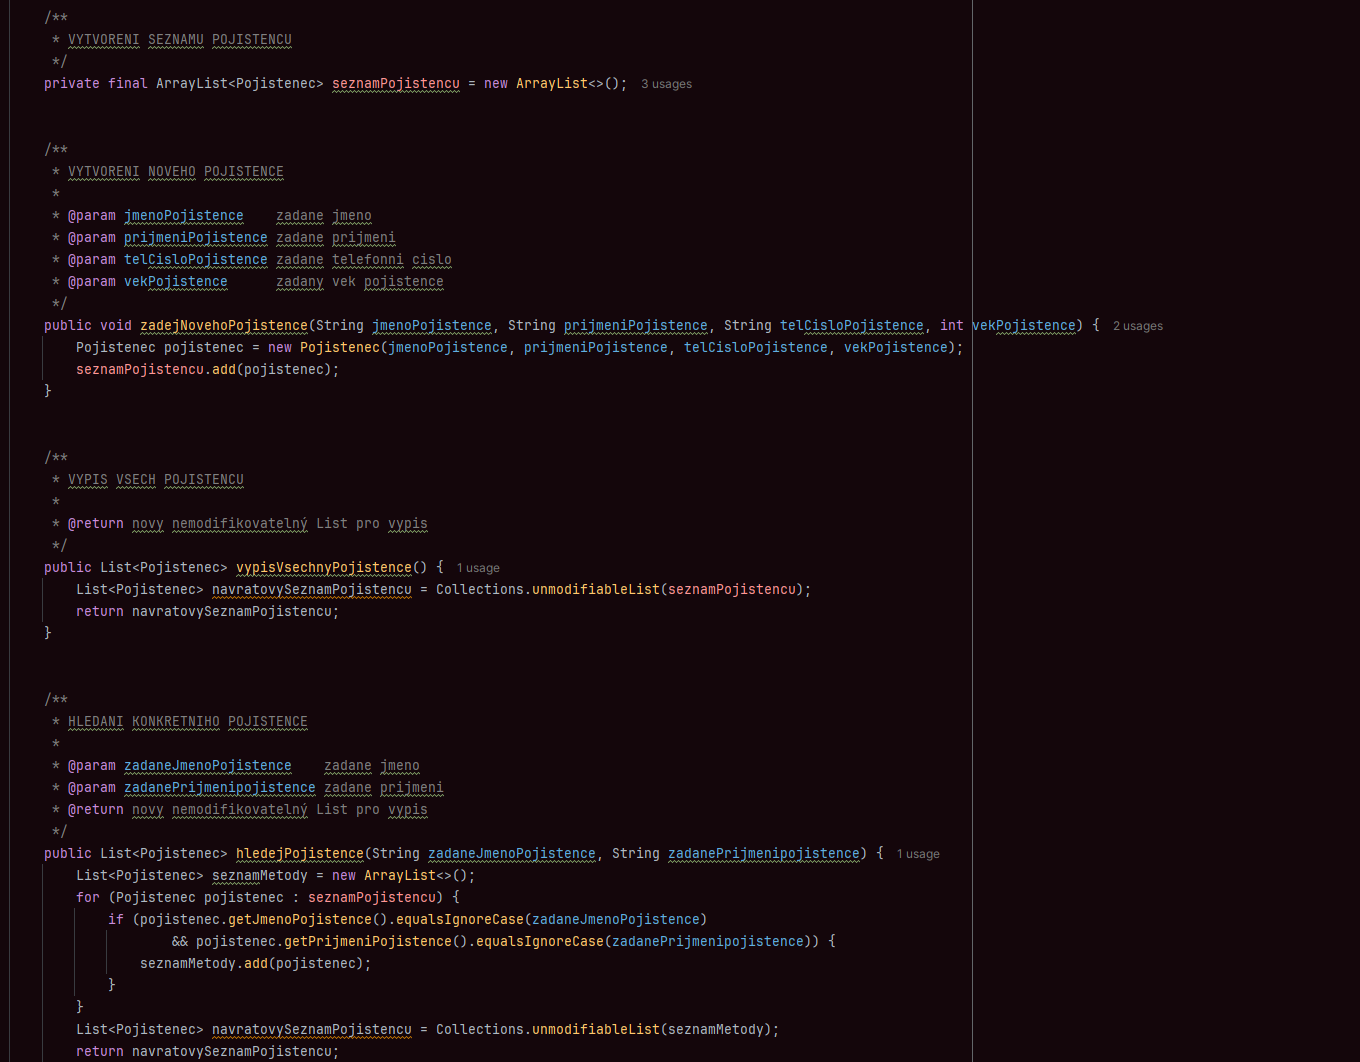 /**
 * VYTVORENI SEZNAMU POJISTENCU
 */
private final ArrayList<Pojistenec> seznamPojistencu = new ArrayList<>(); 3 usages
/**
 * VYTVORENI NOVEHO POJISTENCE
 *
 * @param jmenoPojistence    zadane jmeno
 * @param prijmeniPojistence zadane prijmeni
 * @param telCisloPojistence zadane telefonni cislo
 * @param vekPojistence      zadany vek pojistence
 */
public void zadejNovehoPojistence(String jmenoPojistence, String prijmeniPojistence, String telCisloPojistence, int vekPojistence) { 2 usages
    Pojistenec pojistenec = new Pojistenec(jmenoPojistence, prijmeniPojistence, telCisloPojistence, vekPojistence);
    seznamPojistencu.add(pojistenec);
}
/**
 * VYPIS VSECH POJISTENCU
 *
 * @return novy nemodifikovatelný List pro vypis
 */
public List<Pojistenec> vypisVsechnyPojistence() { 1 usage
    List<Pojistenec> navratovySeznamPojistencu = Collections.unmodifiableList(seznamPojistencu);
    return navratovySeznamPojistencu;
}
/**
 * HLEDANI KONKRETNIHO POJISTENCE
 *
 * @param zadaneJmenoPojistence    zadane jmeno
 * @param zadanePrijmenipojistence zadane prijmeni
 * @return novy nemodifikovatelný List pro vypis
 */
public List<Pojistenec> hledejPojistence(String zadaneJmenoPojistence, String zadanePrijmenipojistence) { 1 usage
    List<Pojistenec> seznamMetody = new ArrayList<>();
    for (Pojistenec pojistenec : seznamPojistencu) {
        if (pojistenec.getJmenoPojistence().equalsIgnoreCase(zadaneJmenoPojistence)
                && pojistenec.getPrijmeniPojistence().equalsIgnoreCase(zadanePrijmenipojistence)) {
            seznamMetody.add(pojistenec);
        }
    }
    List<Pojistenec> navratovySeznamPojistencu = Collections.unmodifiableList(seznamMetody);
    return navratovySeznamPojistencu;